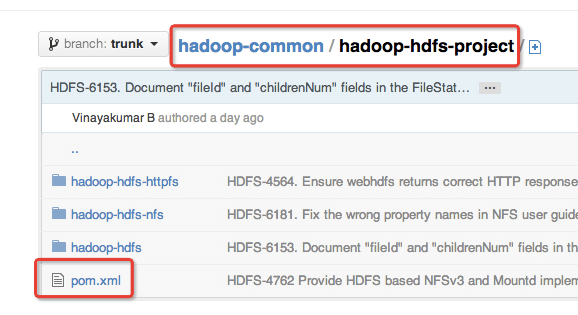 branch: trunk hadoop-common / hadoop-hdfs-project /
HDFS-6153. Document "fileId" and "childrenNum" fields in the FileStat… ...
Vinayakumar B authored a day ago
..
hadoop-hdfs-httpfs HDFS-4564. Ensure webhdfs returns correct HTTP response
hadoop-hdfs-nfs HDFS-6181. Fix the wrong property names in NFS user guide
hadoop-hdfs HDFS-6153. Document "fileId" and "childrenNum" fields in the
pom.xml HDFS-4762 Provide HDFS based NFSv3 and Mountd implem